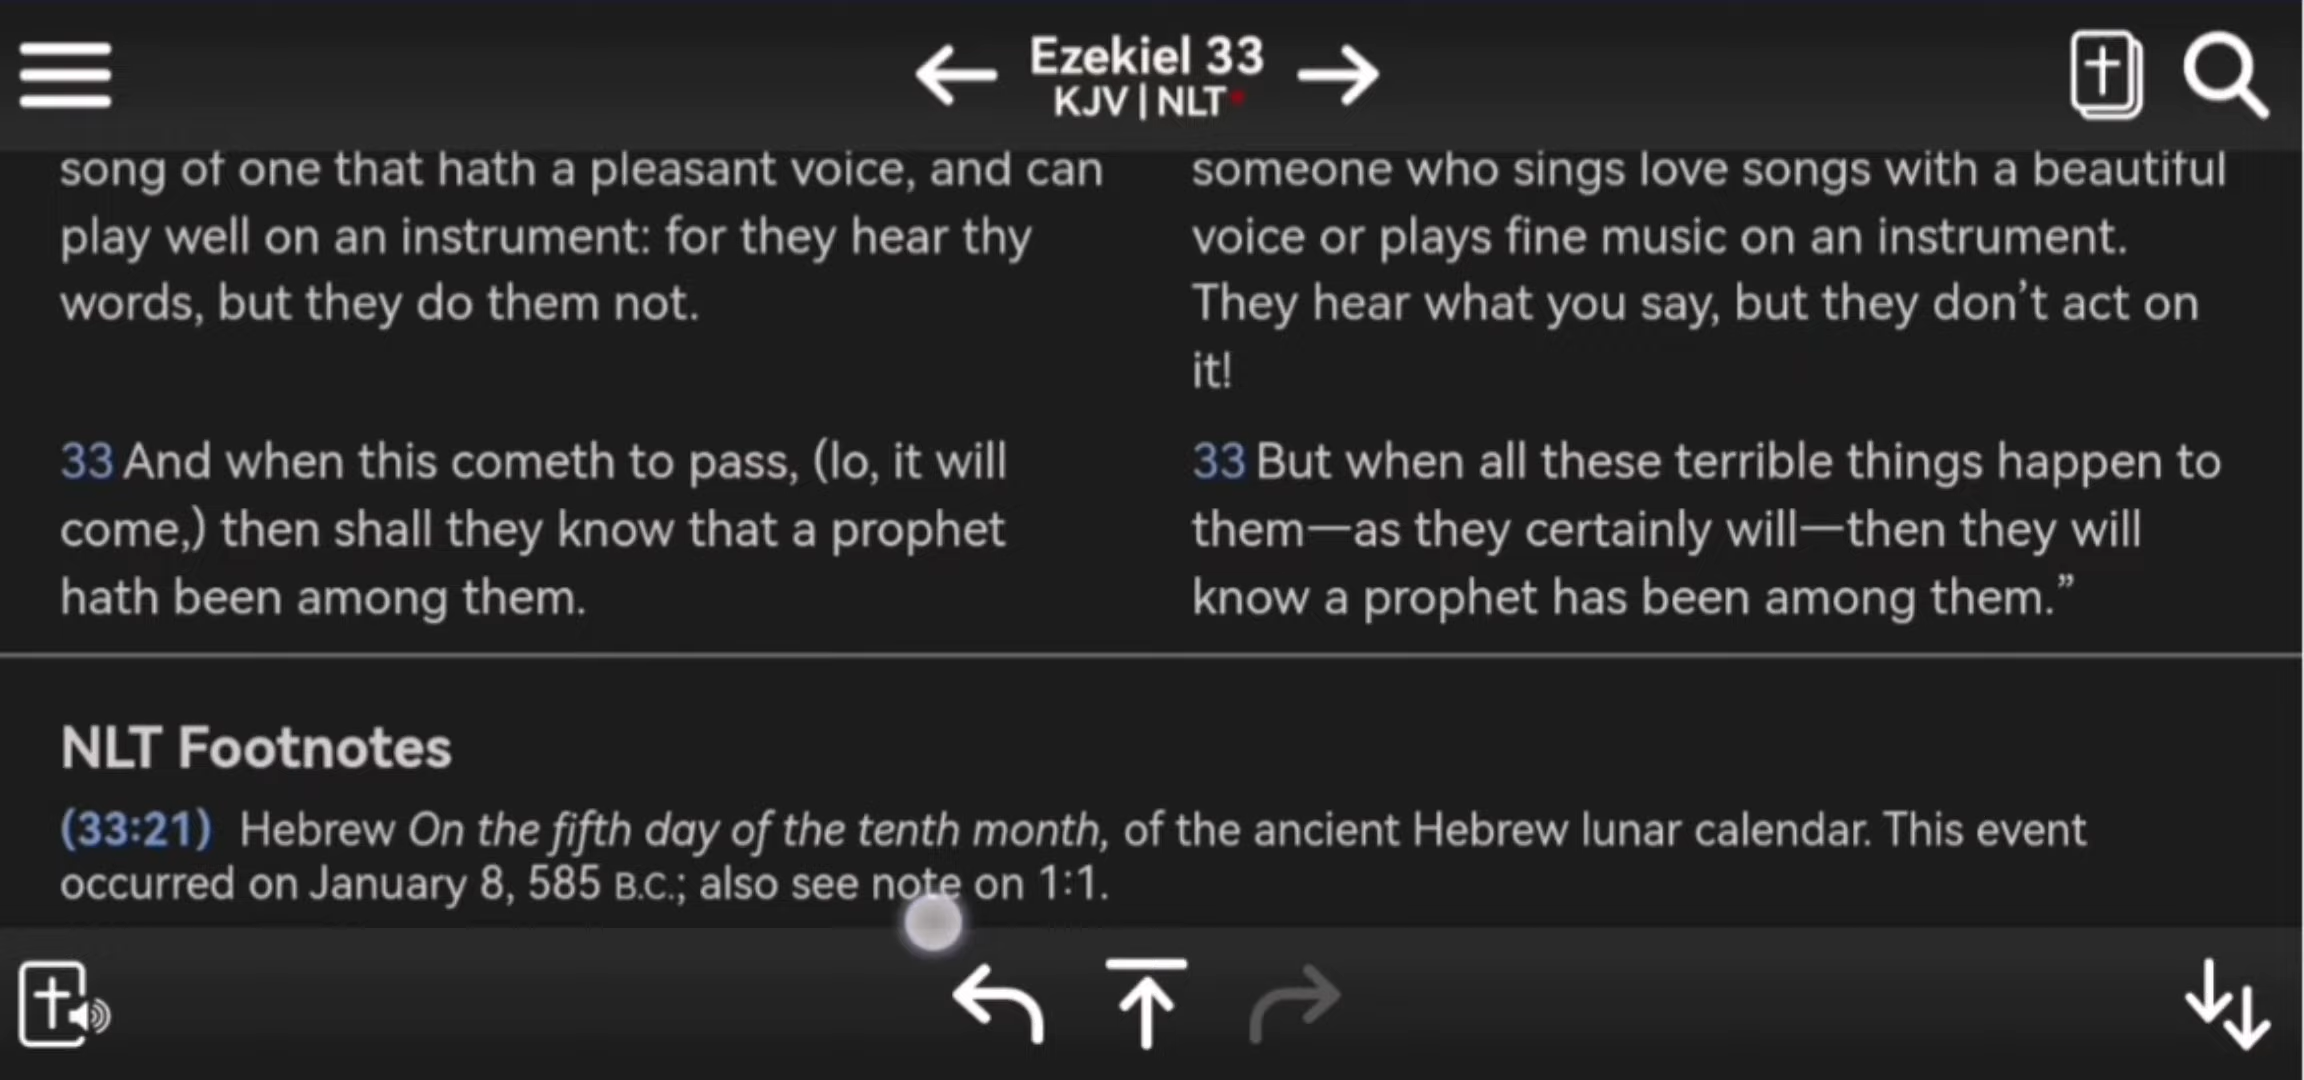 Ezekiel 33
KJV | NLT
song of one that hath a pleasant voice, and can
play well on an instrument: for they hear thy
words, but they do them not.
33 And when this cometh to pass, (lo, it will
come,) then shall they know that a prophet
hath been among them.
someone who sings love songs with a beautiful
voice or plays fine music on an instrument.
They hear what you say, but they don’t act on
it!
33 But when all these terrible things happen to
them—as they certainly will—then they will
know a prophet has been among them.”
NLT Footnotes
(33:21) Hebrew On the fifth day of the tenth month, of the ancient Hebrew lunar calendar. This event
occurred on January 8, 585 B.C.; also see note on 1:1.